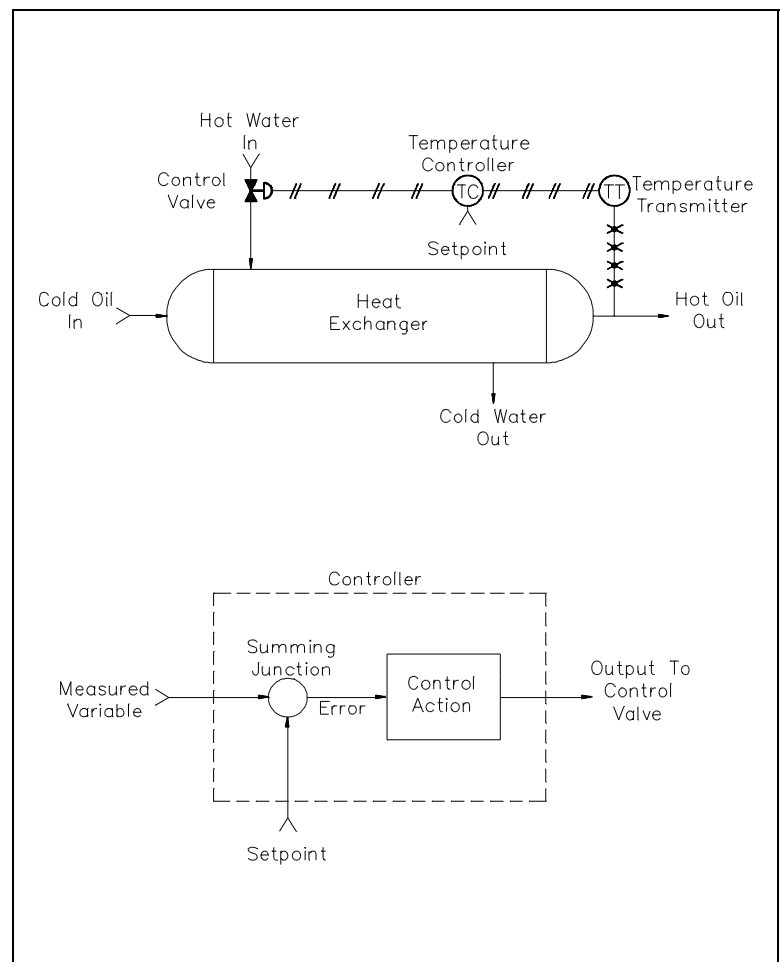 Hot Water
In
Temperature
Controller
Control
Valve
TC
TT
Temperature
Transmitter
Setpoint
Cold Oil
In
Heat
Exchanger
Hot Oil
Out
Cold Water
Out
Controller
Summing
Junction
Measured
Variable
Error
Control
Action
Output To
Control
Valve
Setpoint